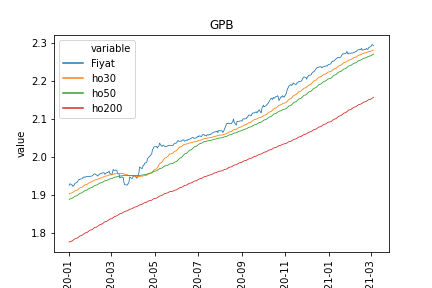 GPB
variable
Fiyat
ho30
ho50
ho200
value
2.3
2.2
2.1
2.0
1.9
1.8
20-01
20-03
20-05
20-07
20-09
20-11
21-01
21-03